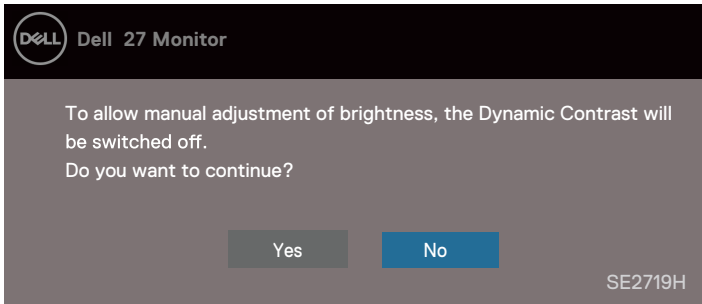 DELL Dell 27 Monitor
To allow manual adjustment of brightness, the Dynamic Contrast will
be switched off.
Do you want to continue?
Yes No
SE2719H